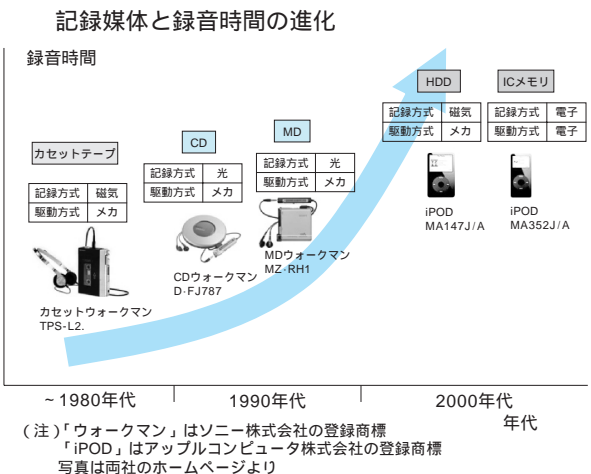 記録媒体と録音時間の進化
録音時間
HDD
ICメモリ
記録方式 磁気
駆動方式 メカ
記録方式 電子
駆動方式 電子
CD
MD
カセットテープ
記録方式 光
駆動方式 メカ
記録方式 光
駆動方式 メカ
記録方式 磁気
駆動方式 メカ
iPOD
MA147J/A
iPOD
MA352J/A
MDウォークマン
MZ-RH1
CDウォークマン
D-FJ787
カセットウォークマン
TPS-L2.
~1980年代
1990年代
2000年代
年代
(注)「ウォークマン」はソニー株式会社の登録商標
「iPOD」はアップルコンピュータ株式会社の登録商標
写真は両社のホームページより